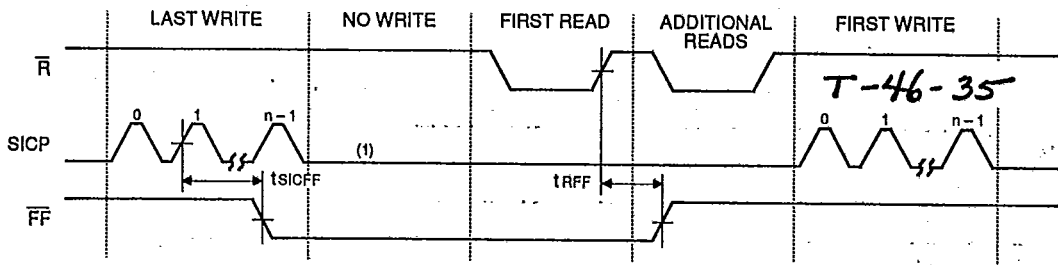 LAST WRITE NO WRITE FIRST READ ADDITIONAL READS FIRST WRITE
R
T-46-35
0 1 n-1 0 1 n-1
SICP
(1)
tSICFF tRFF
FF